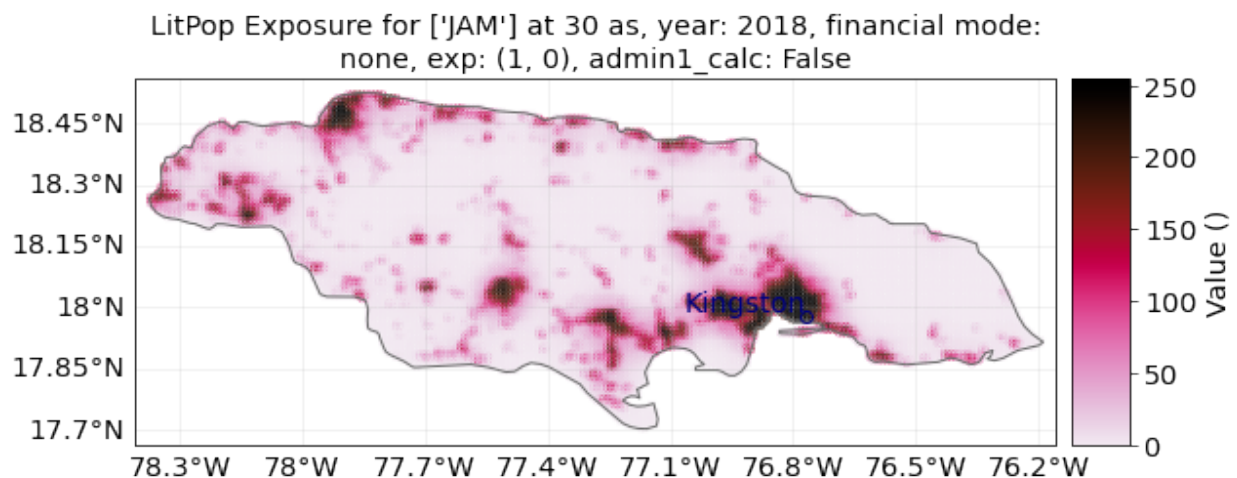 LitPop Exposure for ['JAM'] at 30 as, year: 2018, financial mode:
none, exp: (1, 0), admin1_calc: False
18.45°N
18.3°N
18.15°N
18°N
17.85°N
17.7°N
78.3°W 78°W 77.7°W 77.4°W 77.1°W 76.8°W 76.5°W 76.2°W
Kingston
250
200
150
100
50
0
Value ()